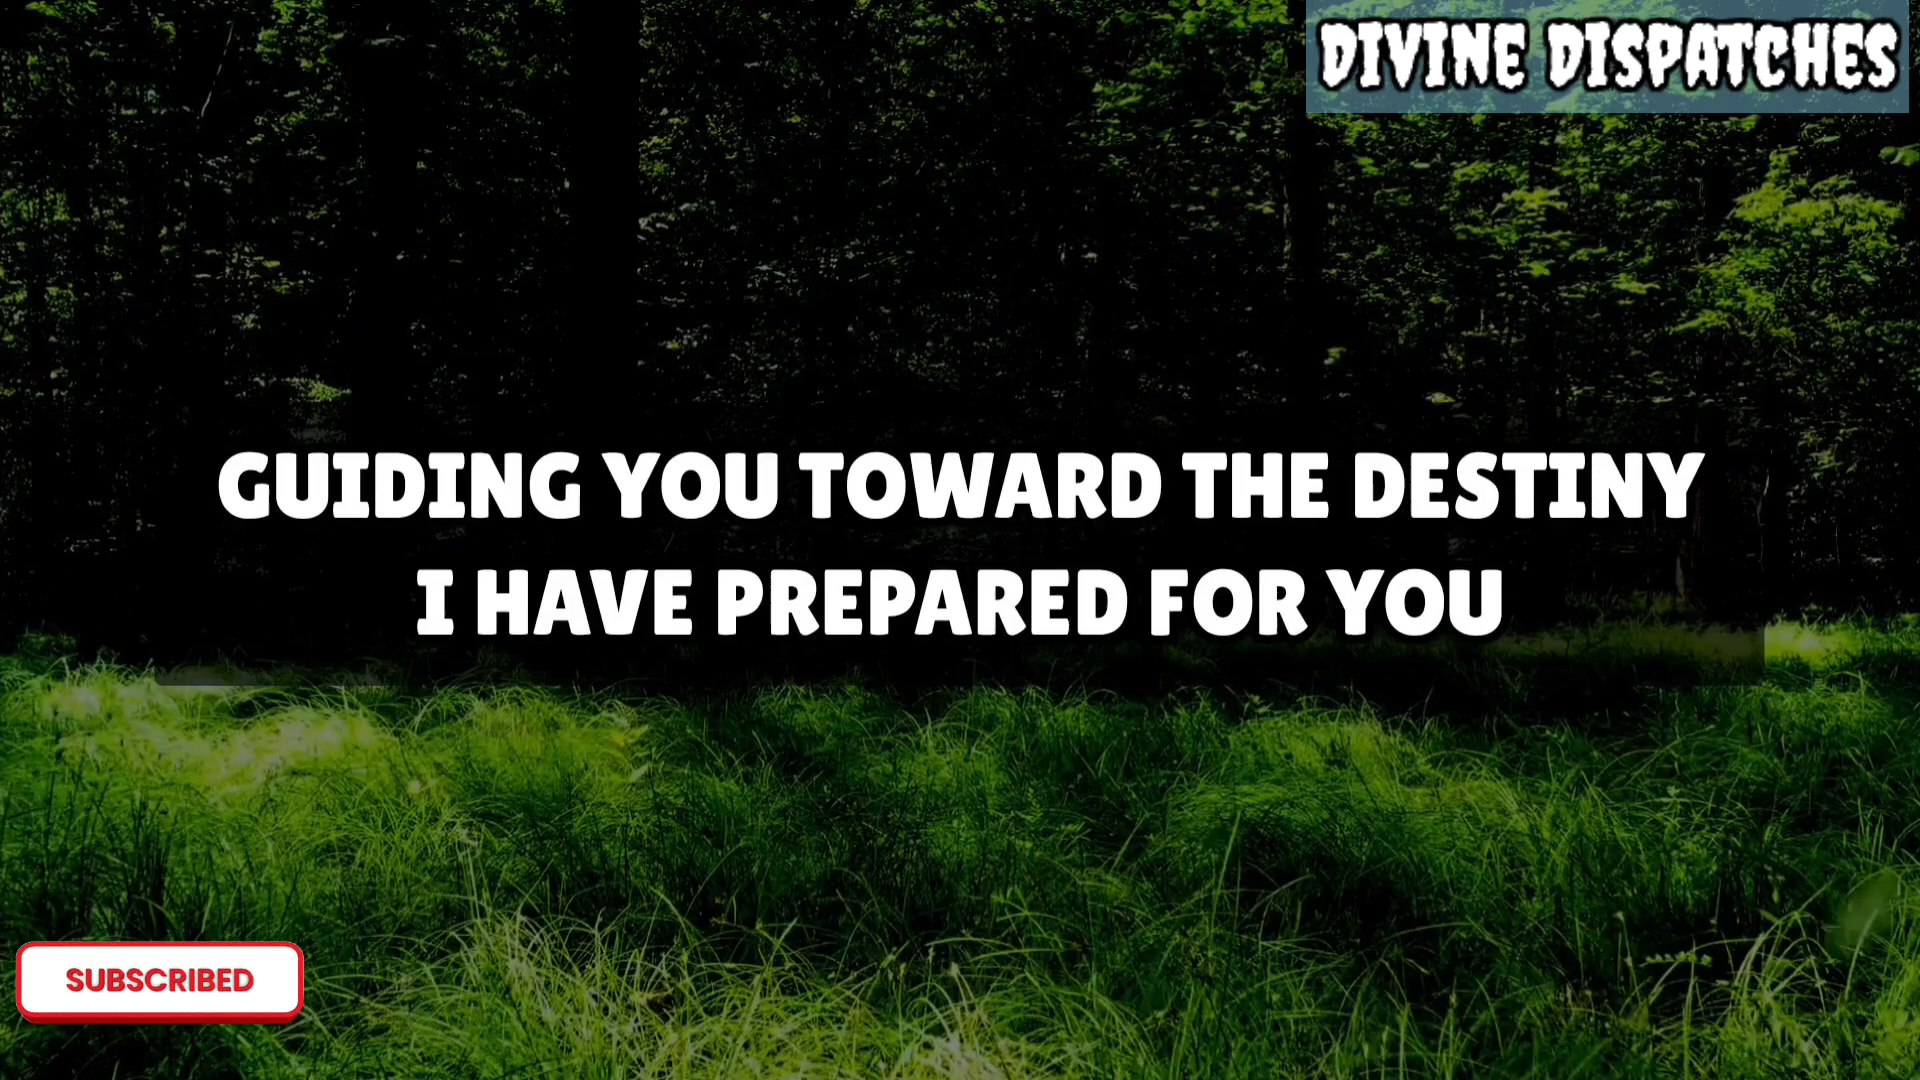 DIVINE DISPATCHES
GUIDING YOU TOWARD THE DESTINY
I HAVE PREPARED FOR YOU
SUBSCRIBED